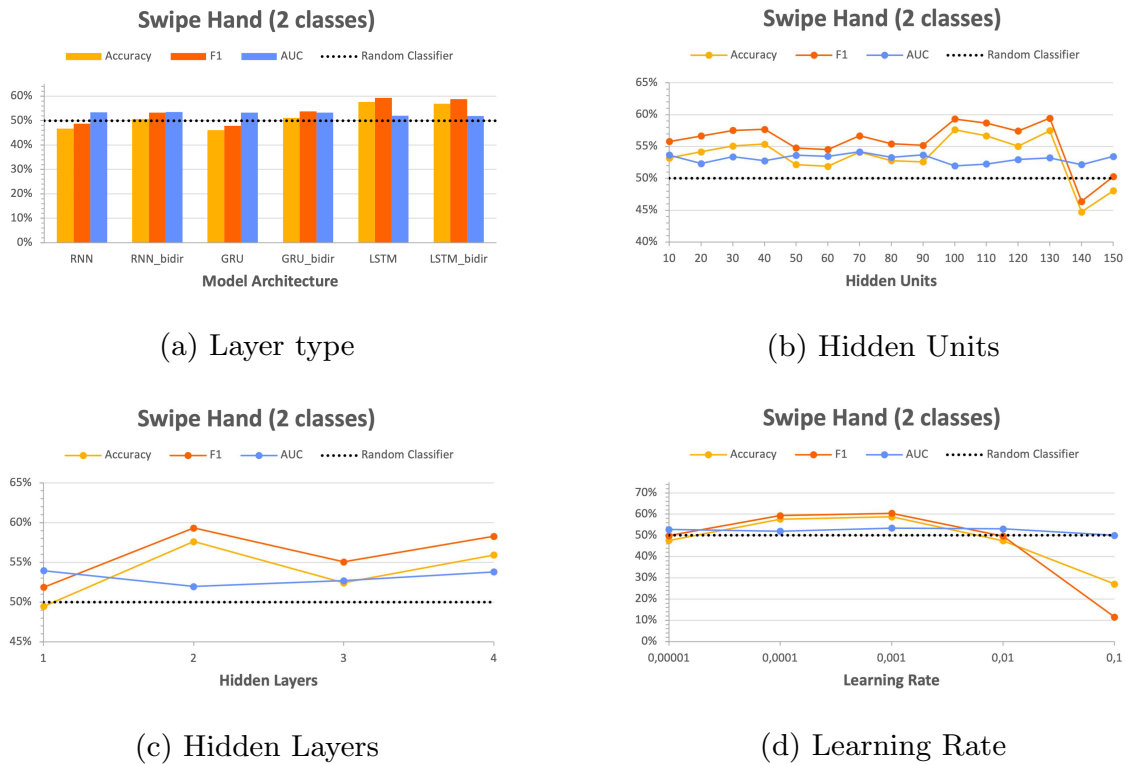 Swipe Hand (2 classes)
Accuracy F1 AUC Random Classifier
60%
50%
40%
30%
20%
10%
0%
RNN RNN_bidir GRU GRU_bidir LSTM LSTM_bidir
Model Architecture
(a) Layer type
Swipe Hand (2 classes)
Accuracy F1 AUC Random Classifier
65%
60%
55%
50%
45%
40%
10 20 30 40 50 60 70 80 90 100 110 120 130 140 150
Hidden Units
(b) Hidden Units
Swipe Hand (2 classes)
Accuracy F1 AUC Random Classifier
65%
60%
55%
50%
45%
1 2 3 4
Hidden Layers
(c) Hidden Layers
Swipe Hand (2 classes)
Accuracy F1 AUC Random Classifier
70%
60%
50%
40%
30%
20%
10%
0%
0,00001 0,0001 0,001 0,01 0,1
Learning Rate
(d) Learning Rate